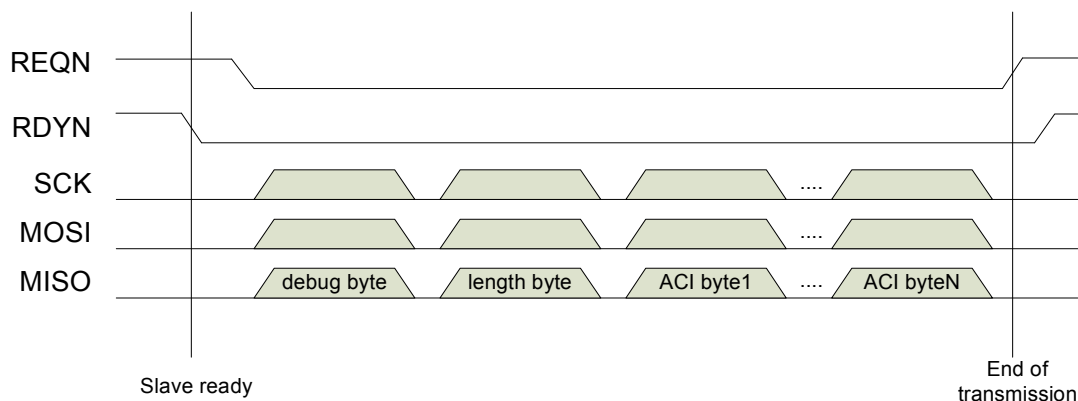 REQN
RDYN
SCK
....
MOSI
....
MISO
debug byte length byte ACI byte1 .... ACI byteN
Slave ready
End of
transmission